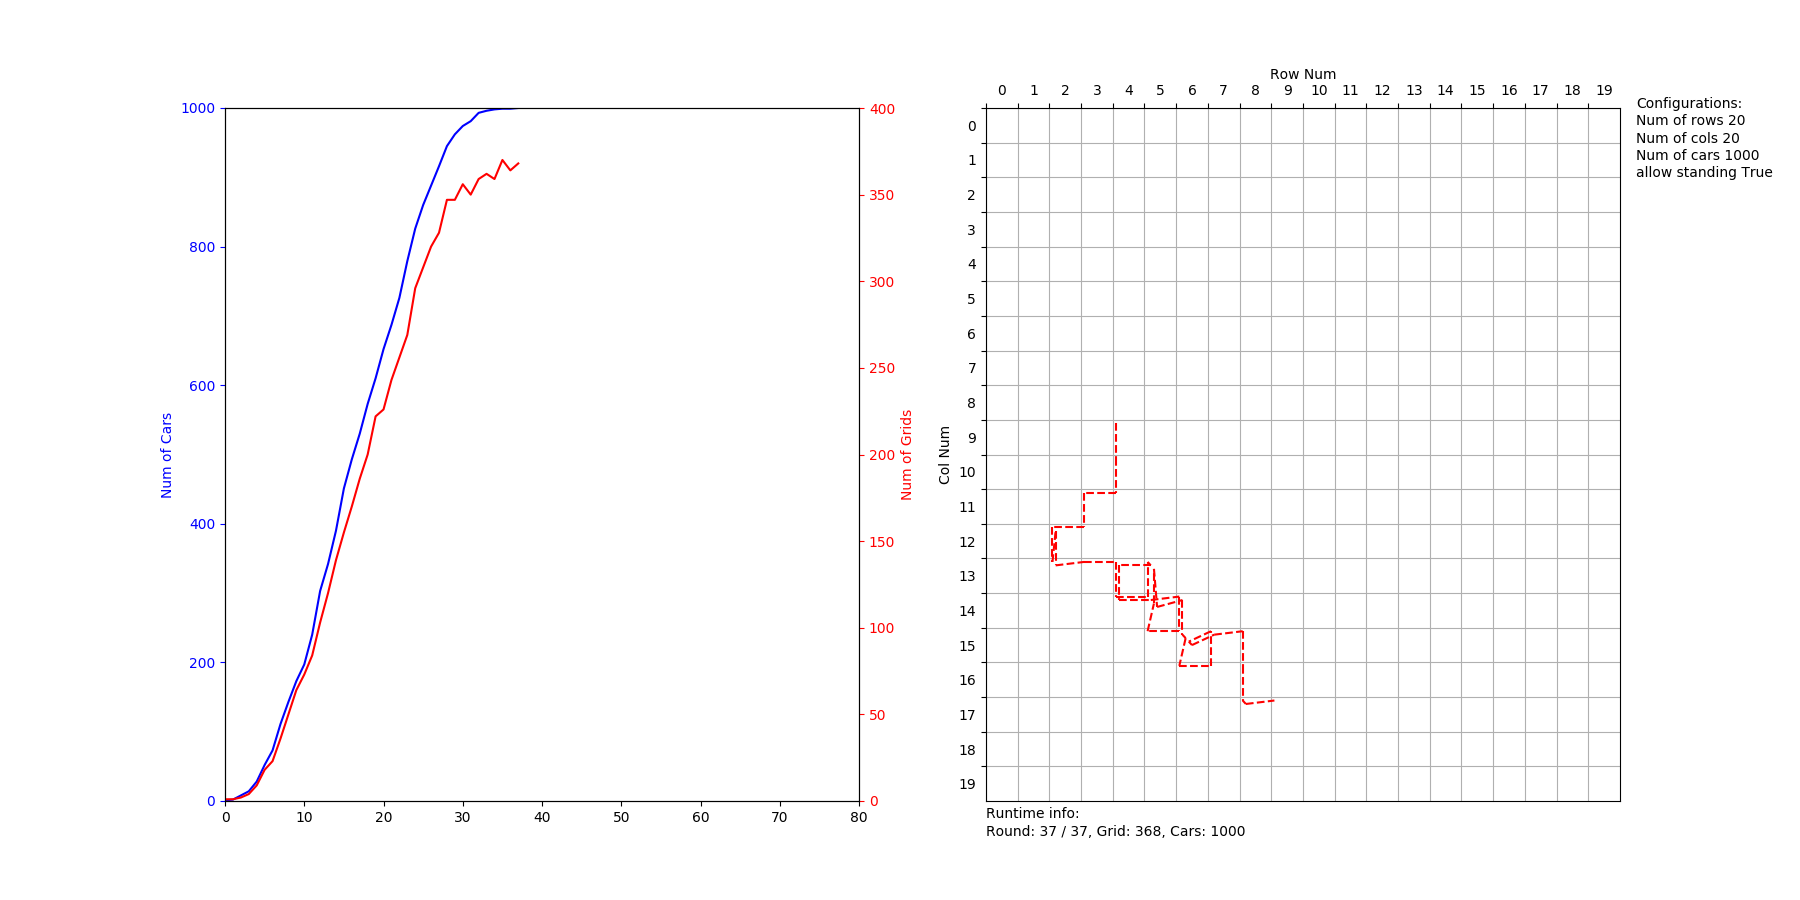 Row Num
0 1 2 3 4 5 6 7 8 9 10 11 12 13 14 15 16 17 18 19
Configurations:
Num of rows 20
Num of cols 20
Num of cars 1000
allow standing True
1000
800
600
400
200
0
Num of Cars
0 10 20 30 40 50 60 70 80
400
350
300
250
200
150
100
50
0
Num of Grids
Col Num
0
1
2
3
4
5
6
7
8
9
10
11
12
13
14
15
16
17
18
19
Runtime info:
Round: 37 / 37, Grid: 368, Cars: 1000